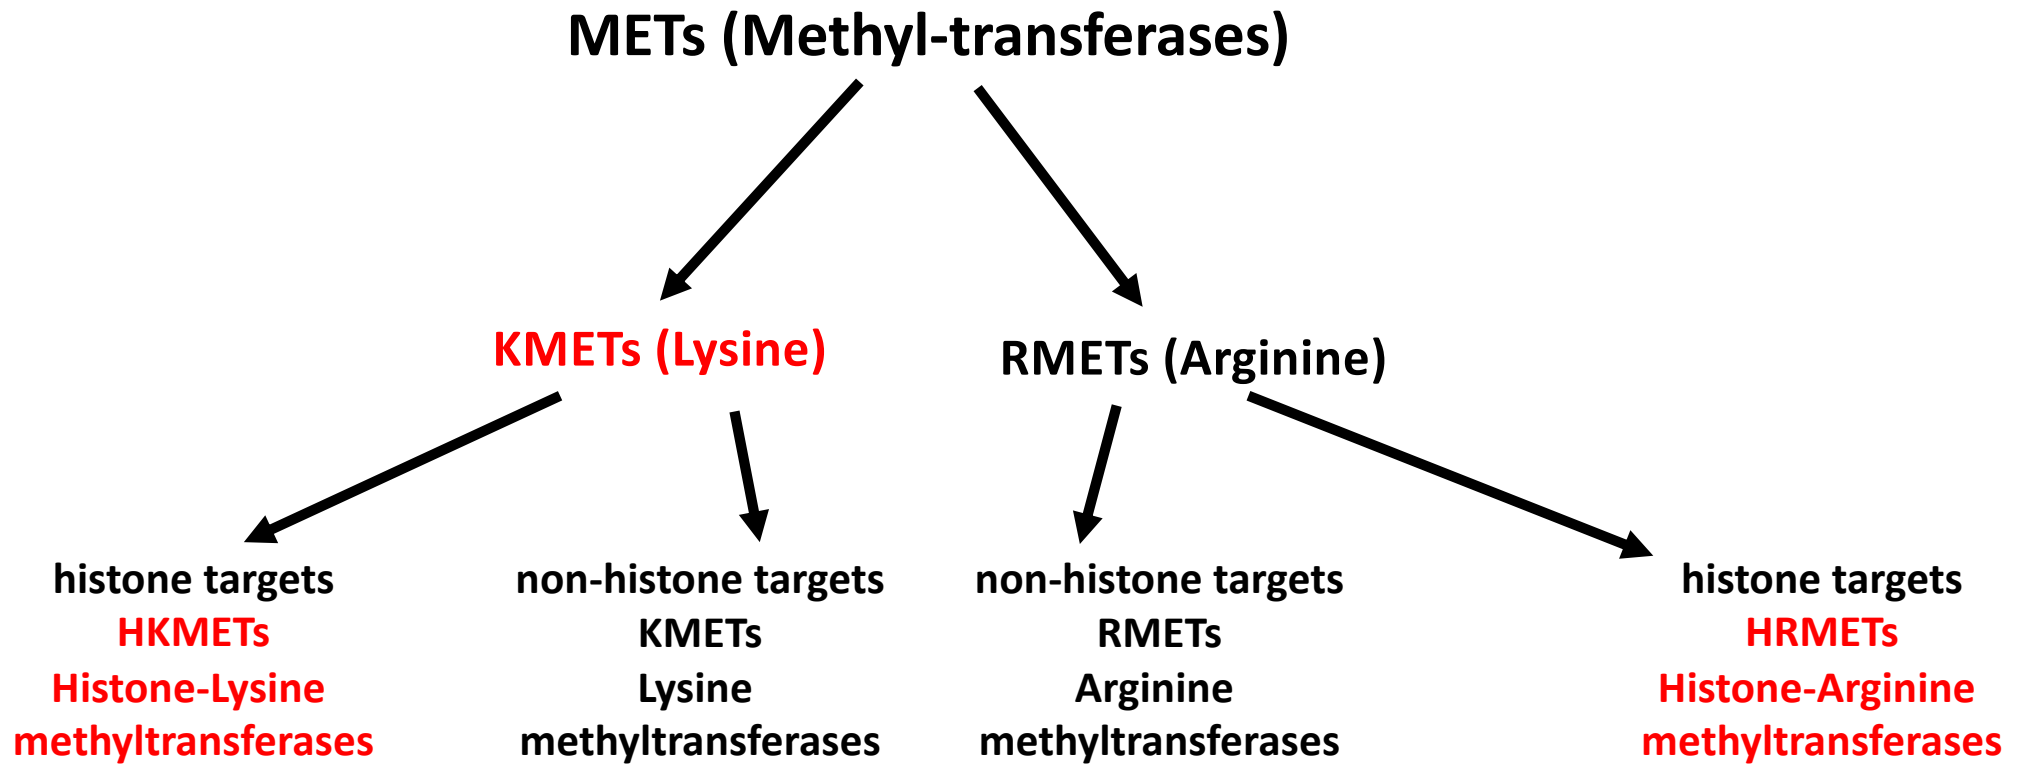 METs (Methyl-transferases)
KMETs (Lysine)
RMETs (Arginine)
histone targets
HKMETs
Histone-Lysine
methyltransferases
non-histone targets
KMETs
Lysine
methyltransferases
non-histone targets
RMETs
Arginine
methyltransferases
histone targets
HRMETs
Histone-Arginine
methyltransferases